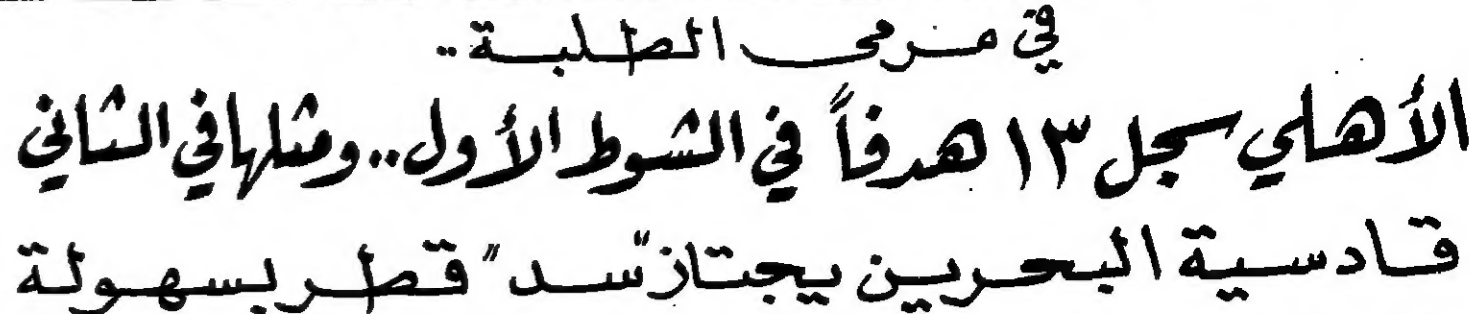 في مرمى الطلبة..
الأهلي سجل ١٣ هدفاً في الشوط الأول.. ومثلها في الثاني
قادسية البحرين يجتاز "سد" قطر بسهولة